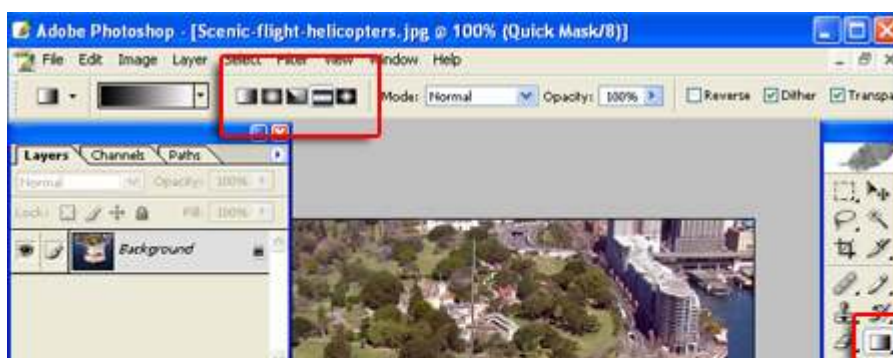 Adobe Photoshop - [Scenic-flight-helicopters.jpg @ 100% (Quick Mask/8)]
File Edit Image Layer Select Filter View Window Help
Mode: Normal Opacity: 100% Reverse Dither Transpa
Layers Channels Paths
Normal Opacity: 100%
Lock: Fill: 100%
Background